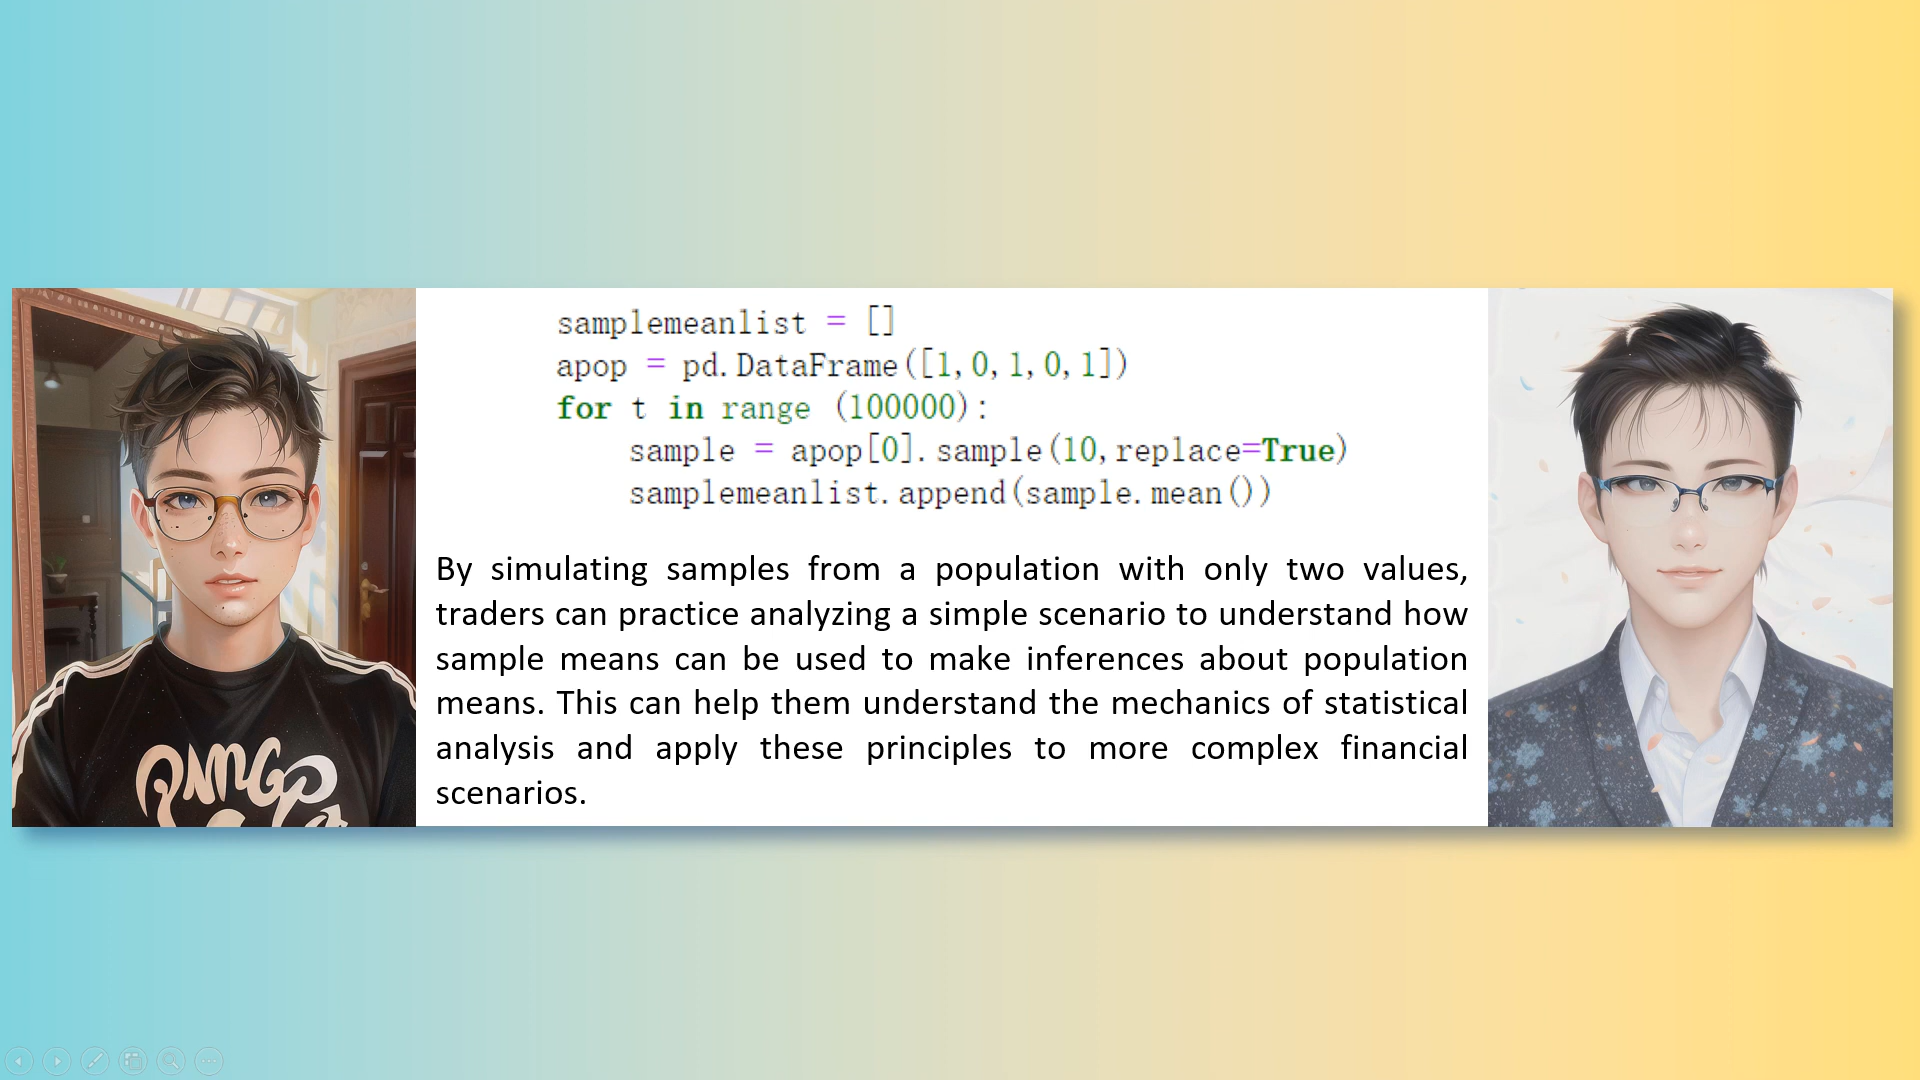 samplemeanlist = []
apop = pd.DataFrame([1,0,1,0,1])
for t in range (100000):
    sample = apop[0].sample(10,replace=True)
    samplemeanlist.append(sample.mean())
By simulating samples from a population with only two values,
traders can practice analyzing a simple scenario to understand how
sample means can be used to make inferences about population
means. This can help them understand the mechanics of statistical
analysis and apply these principles to more complex financial
scenarios.